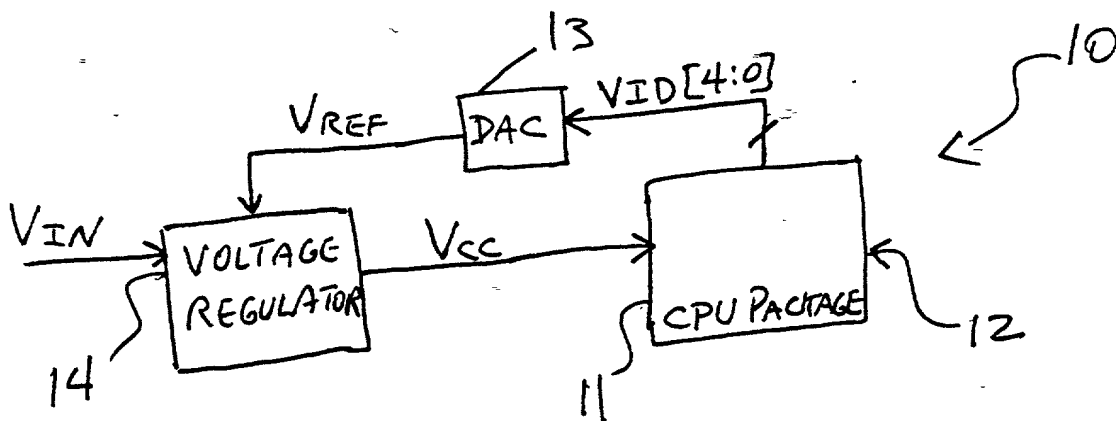 13
10
VID[4:0]
VREF
DAC
VIN
VOLTAGE
REGULATOR
VCC
CPU PACKAGE
14
11
12